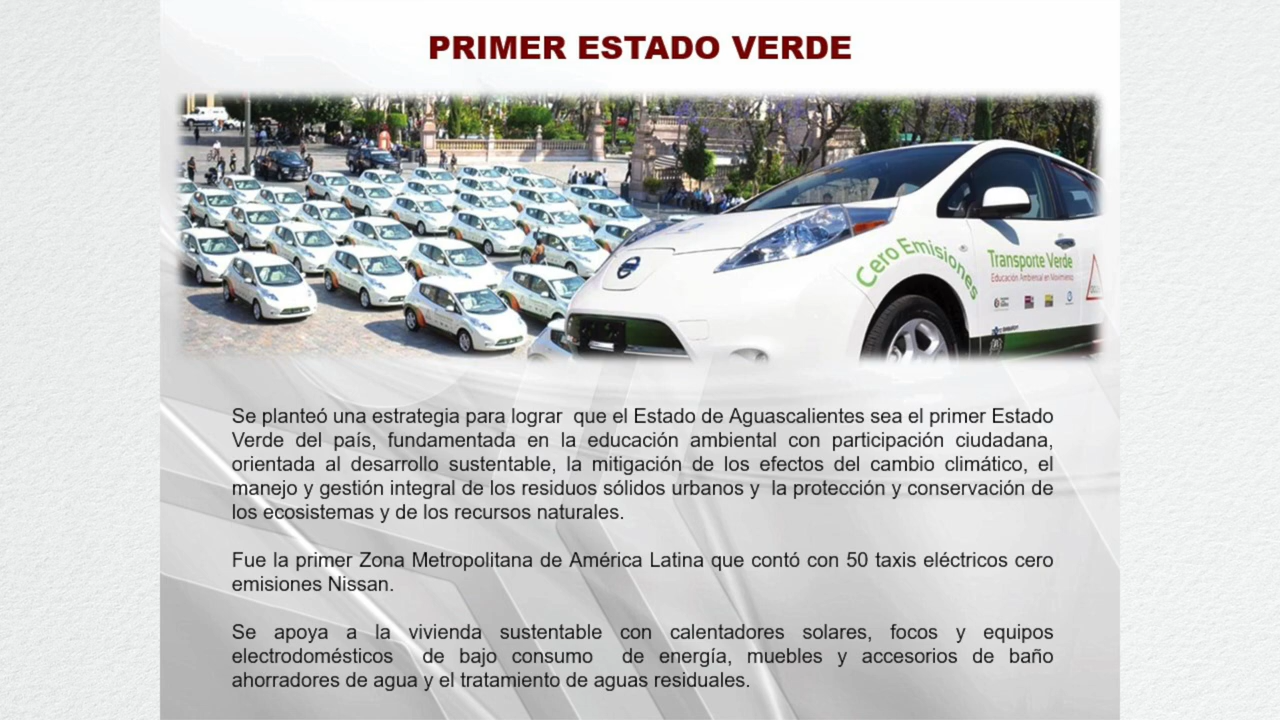 PRIMER ESTADO VERDE
Cero Emisiones
Transporte Verde
Educación Ambiental en Movimiento
Se planteó una estrategia para lograr  que el Estado de Aguascalientes sea el primer Estado
Verde del país, fundamentada en la educación ambiental con participación ciudadana,
orientada al desarrollo sustentable, la mitigación de los efectos del cambio climático, el
manejo y gestión integral de los residuos sólidos urbanos y  la protección y conservación de
los ecosistemas y de los recursos naturales.
Fue la primer Zona Metropolitana de América Latina que contó con 50 taxis eléctricos cero
emisiones Nissan.
Se apoya a la vivienda sustentable con calentadores solares, focos y equipos
electrodomésticos  de bajo consumo  de energía, muebles y accesorios de baño
ahorradores de agua y el tratamiento de aguas residuales.